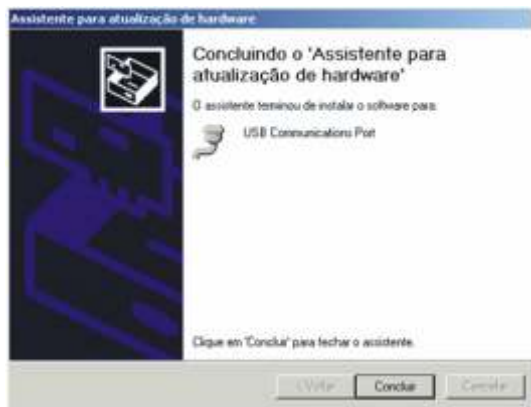 Assistente para atualização de hardware
Concluindo o 'Assistente para
atualização de hardware'
O assistente terminou de instalar o software para:
USB Communications Port
Clique em 'Concluir' para fechar o assistente.
< Voltar Concluir Cancelar